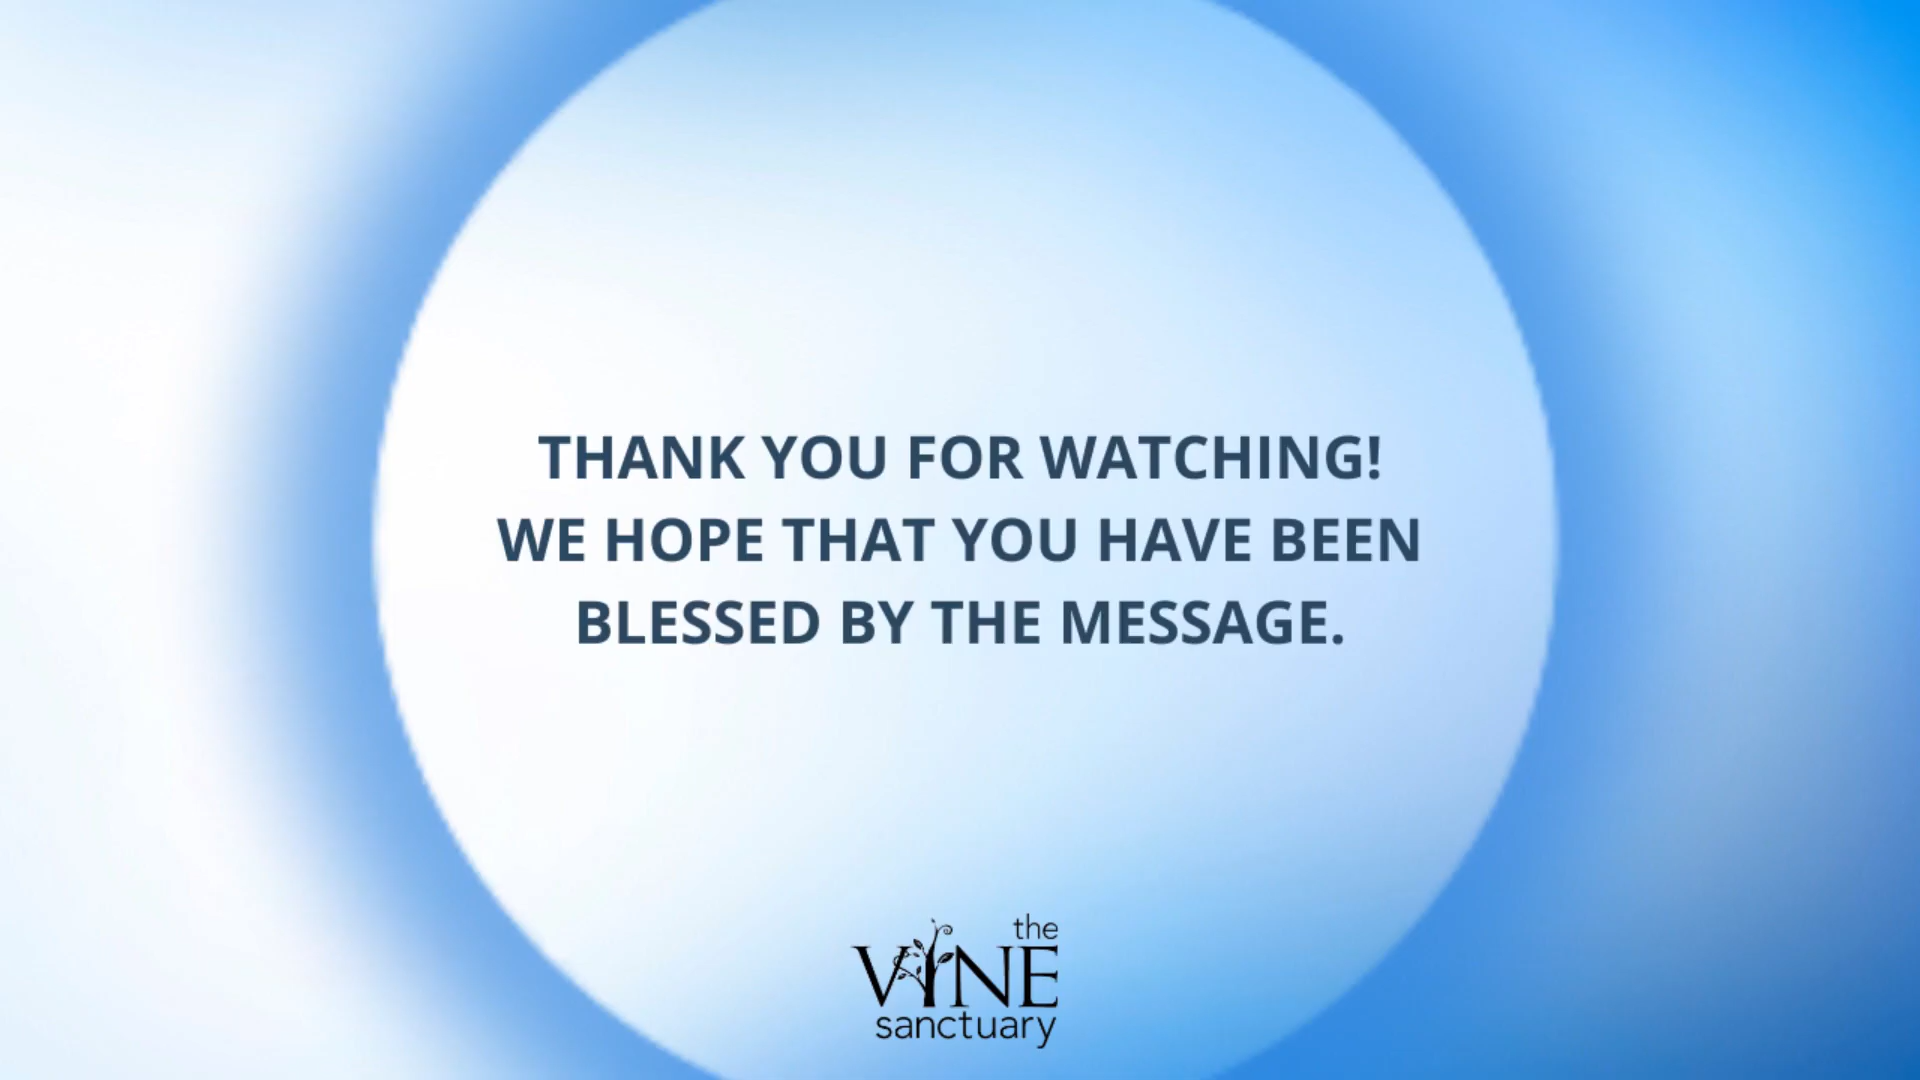 THANK YOU FOR WATCHING!
WE HOPE THAT YOU HAVE BEEN
BLESSED BY THE MESSAGE.
the
VINE
sanctuary